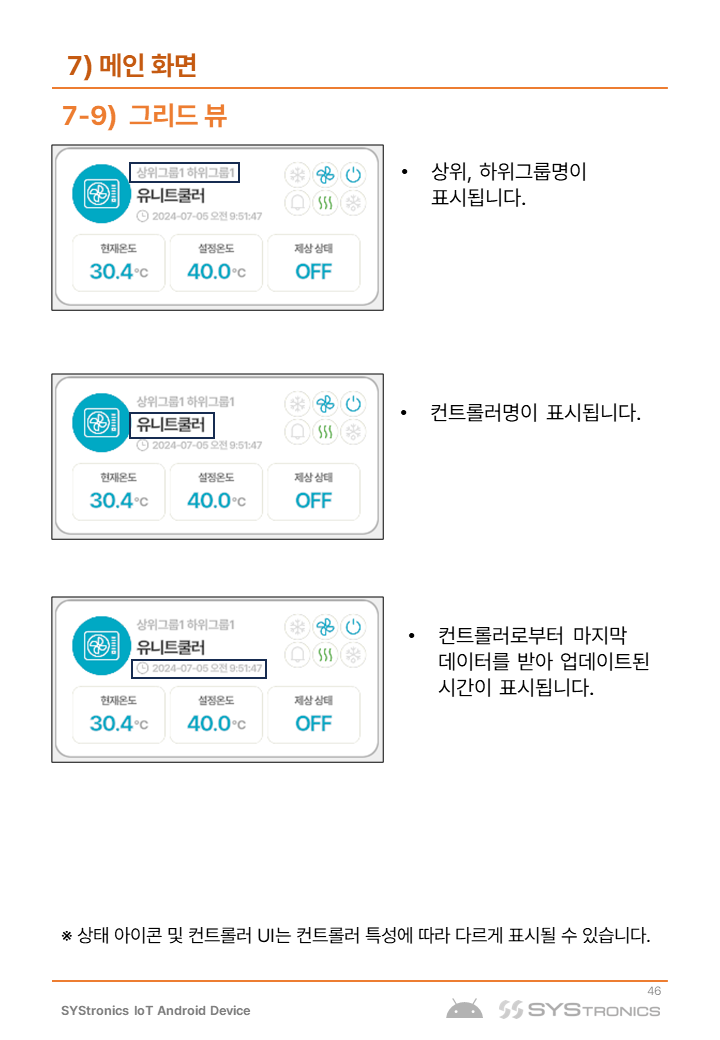 7) 메인 화면
7-9) 그리드 뷰
상위그룹1 하위그룹1
유니트쿨러
2024-07-05 오전 9:51:47
현재온도 설정온도 제상 상태
30.4°C 40.0°C OFF
• 상위, 하위그룹명이
표시됩니다.
상위그룹1 하위그룹1
유니트쿨러
2024-07-05 오전 9:51:47
현재온도 설정온도 제상 상태
30.4°C 40.0°C OFF
• 컨트롤러명이 표시됩니다.
상위그룹1 하위그룹1
유니트쿨러
2024-07-05 오전 9:51:47
현재온도 설정온도 제상 상태
30.4°C 40.0°C OFF
• 컨트롤러로부터 마지막
데이터를 받아 업데이트된
시간이 표시됩니다.
※ 상태 아이콘 및 컨트롤러 UI는 컨트롤러 특성에 따라 다르게 표시될 수 있습니다.
46
SYStronics IoT Android Device
SYSTRONICS